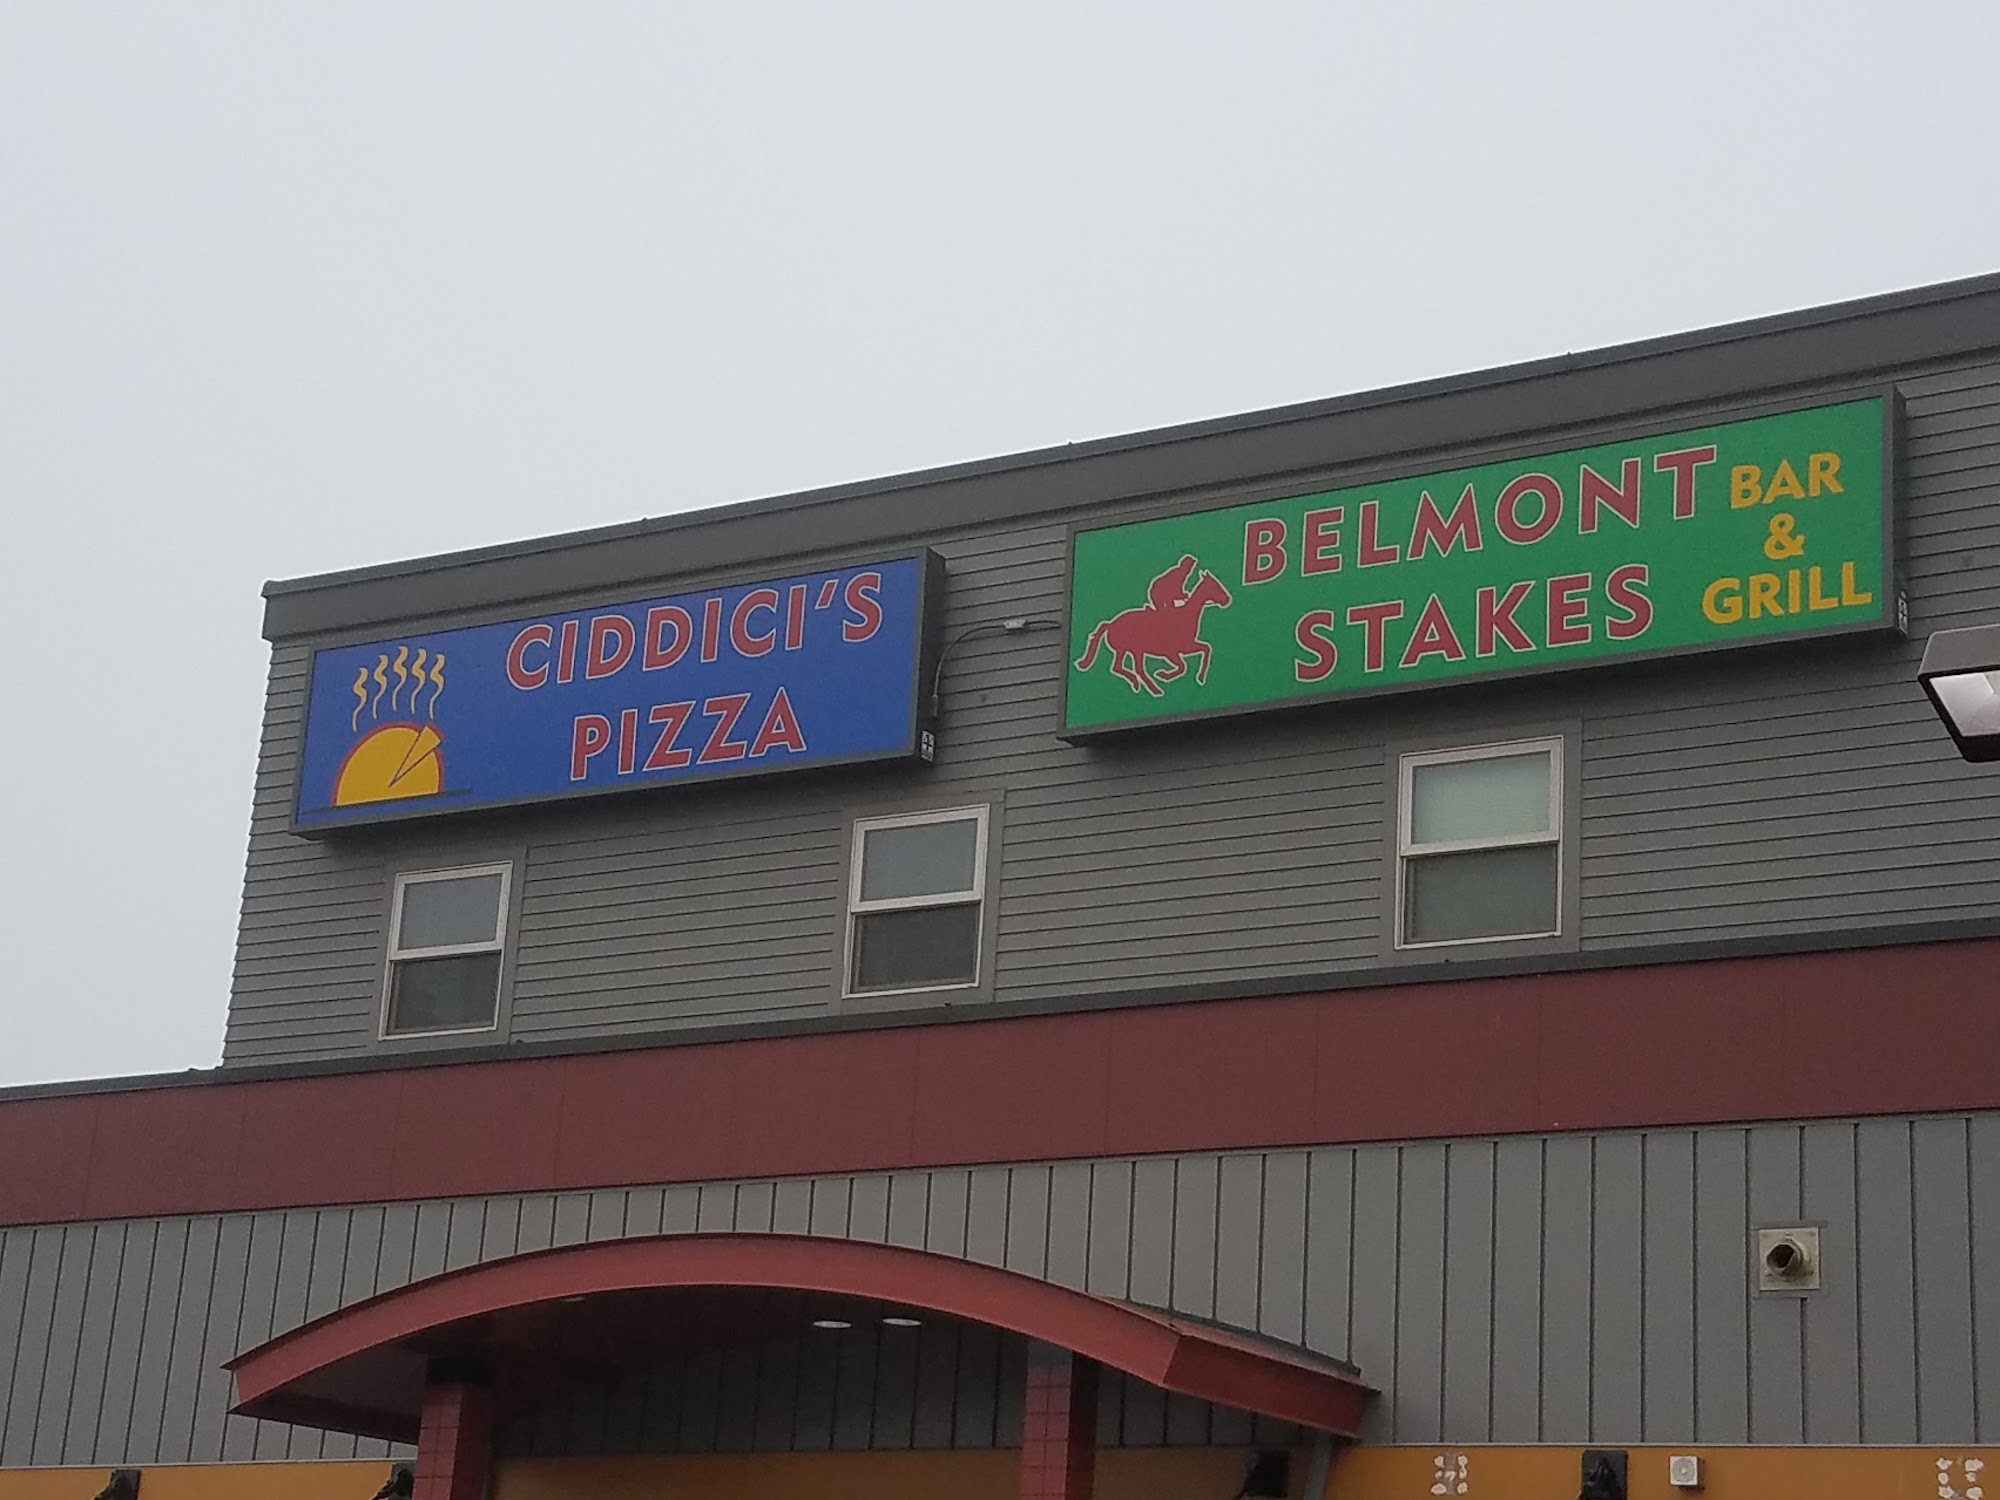 CIDDICI'S
PIZZA
BELMONT
STAKES
BAR
&
GRILL